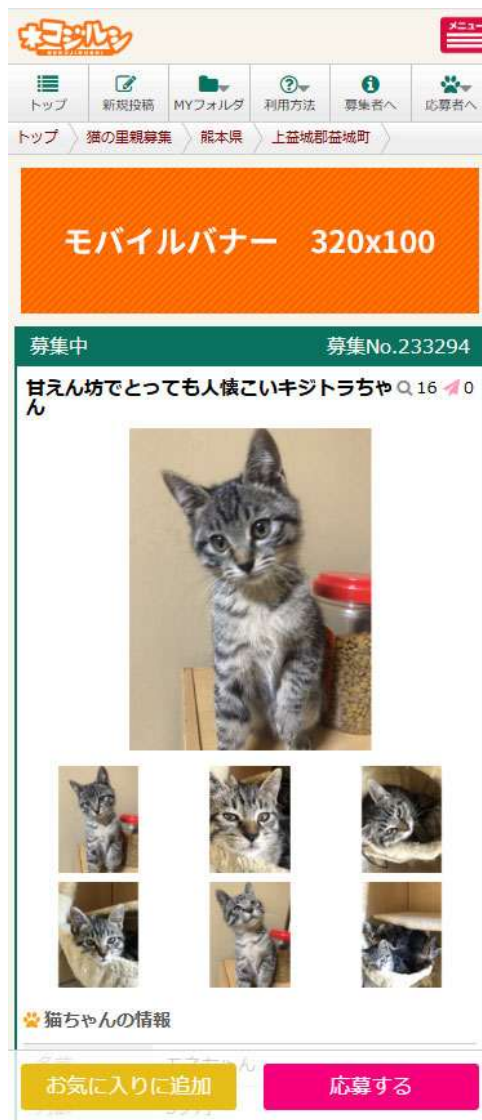 ネコジルシ
NEKOJIRUSHI
メニュー
トップ
新規投稿
MYフォルダ
利用方法
募集者へ
応募者へ
トップ 猫の里親募集 熊本県 上益城郡益城町
モバイルバナー 320x100
募集中 募集No.233294
甘えん坊でとっても人懐こいキジトラちゃ 16 0
ん
猫ちゃんの情報
お気に入りに追加 応募する